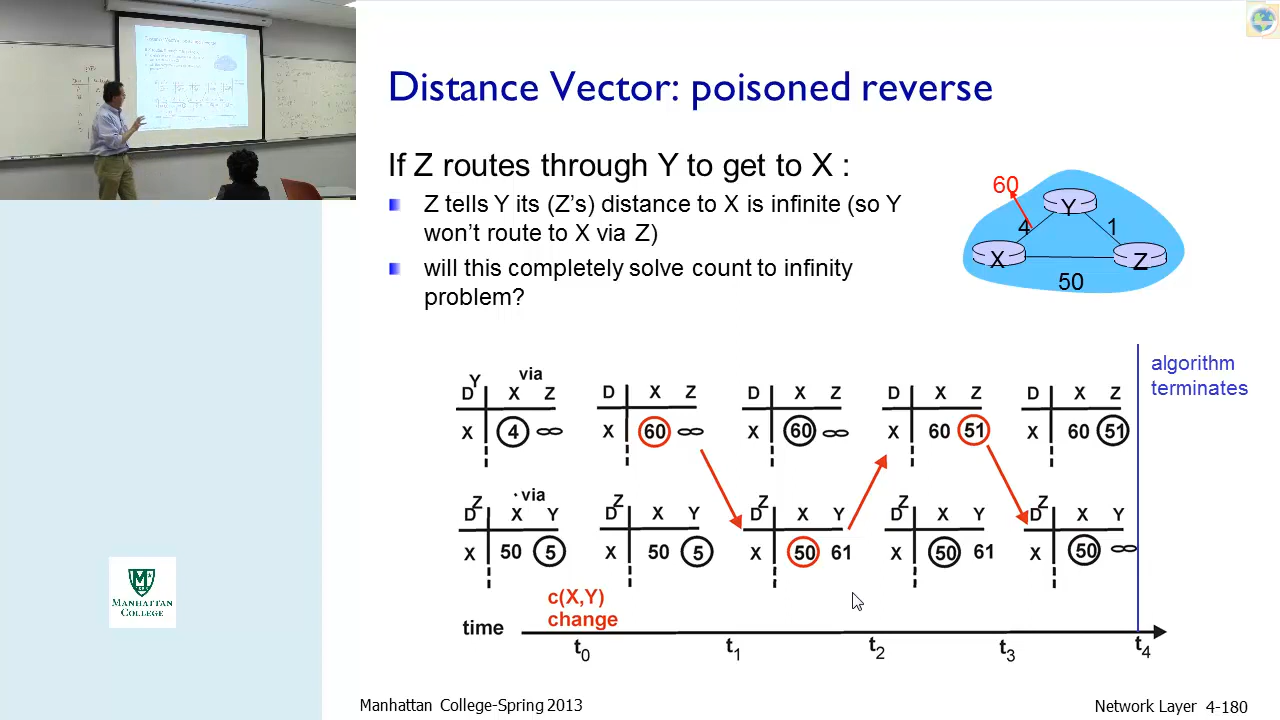 Distance Vector: poisoned reverse
If Z routes through Y to get to X :
Z tells Y its (Z's) distance to X is infinite (so Y
won't route to X via Z)
will this completely solve count to infinity
problem?
60
Y
4
1
X
Z
50
algorithm
terminates
Y via
D X Z
X 4 ∞
D X Z
X 60 ∞
D X Z
X 60 ∞
D X Z
X 60 51
D X Z
X 60 51
Z via
D X Y
X 50 5
Z
D X Y
X 50 5
Z
D X Y
X 50 61
Z
D X Y
X 50 61
Z
D X Y
X 50 ∞
c(X,Y)
change
time
t0
t1
t2
t3
t4
MANHATTAN
COLLEGE
Manhattan College-Spring 2013
Network Layer 4-180